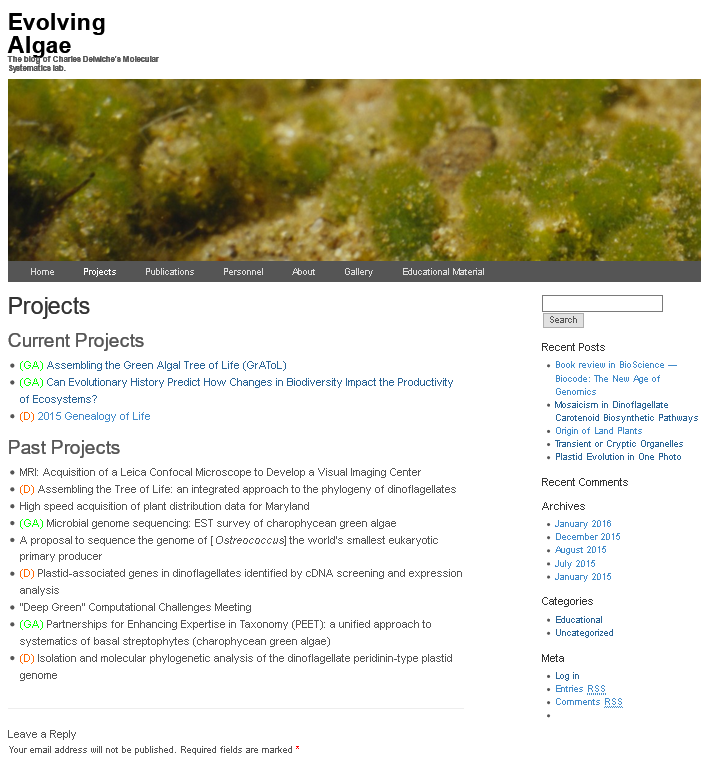 Evolving
Algae
The blog of Charles Delwiche's Molecular
Systematics lab.
Home Projects Publications Personnel About Gallery Educational Material
Projects
Current Projects
(GA) Assembling the Green Algal Tree of Life (GrAToL)
(GA) Can Evolutionary History Predict How Changes in Biodiversity Impact the Productivity
of Ecosystems?
(D) 2015 Genealogy of Life
Past Projects
MRI: Acquisition of a Leica Confocal Microscope to Develop a Visual Imaging Center
(D) Assembling the Tree of Life: an integrated approach to the phylogeny of dinoflagellates
High speed acquisition of plant distribution data for Maryland
(GA) Microbial genome sequencing: EST survey of charophycean green algae
A proposal to sequence the genome of [Ostreococcus] the world's smallest eukaryotic
primary producer
(D) Plastid-associated genes in dinoflagellates identified by cDNA screening and expression
analysis
"Deep Green" Computational Challenges Meeting
(GA) Partnerships for Enhancing Expertise in Taxonomy (PEET): a unified approach to
systematics of basal streptophytes (charophycean green algae)
(D) Isolation and molecular phylogenetic analysis of the dinoflagellate peridinin-type plastid
genome
Leave a Reply
Your email address will not be published. Required fields are marked *
Search
Recent Posts
Book review in BioScience —
Biocode: The New Age of
Genomics
Mosaicism in Dinoflagellate
Carotenoid Biosynthetic Pathways
Origin of Land Plants
Transient or Cryptic Organelles
Plastid Evolution in One Photo
Recent Comments
Archives
January 2016
December 2015
August 2015
July 2015
January 2015
Categories
Educational
Uncategorized
Meta
Log in
Entries RSS
Comments RSS